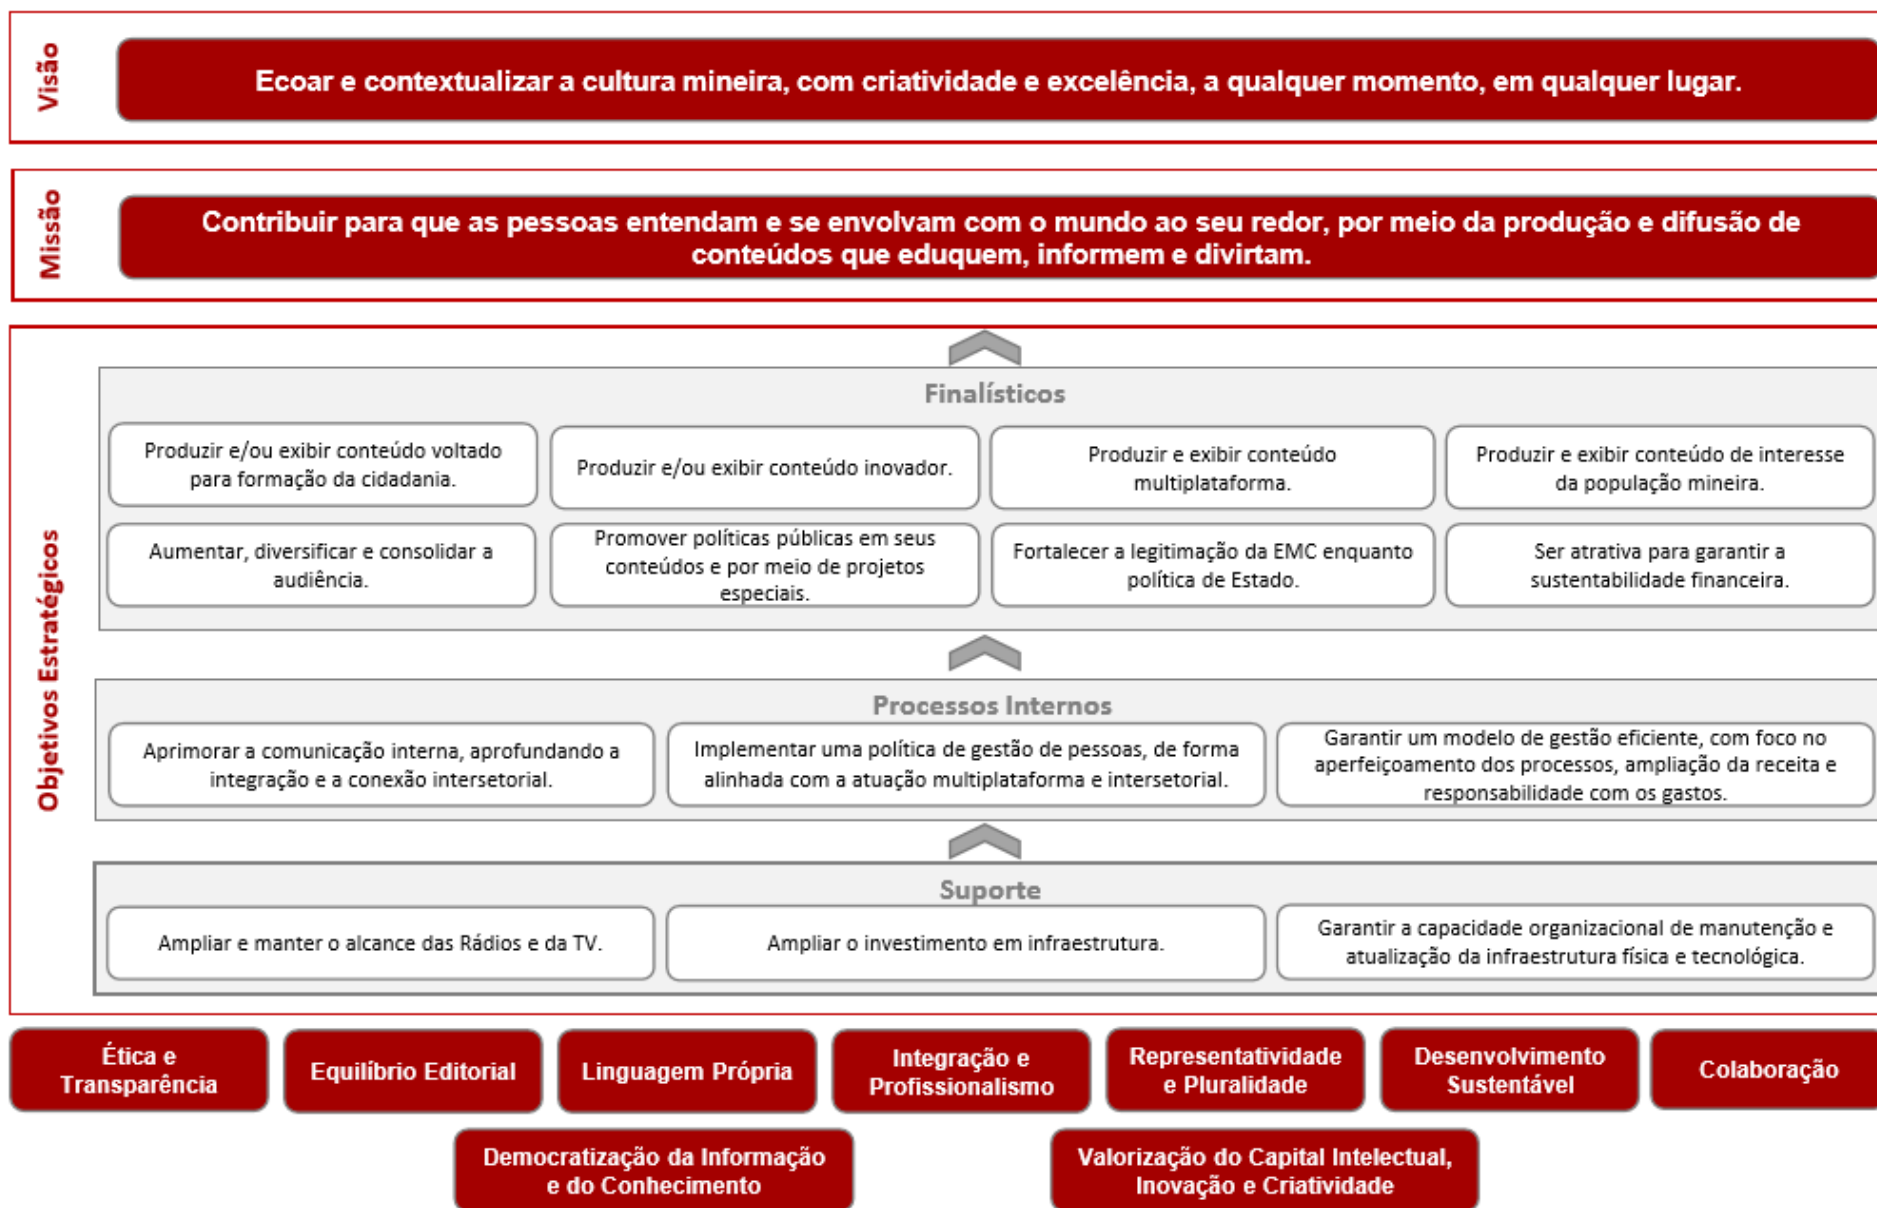 Visão
Ecoar e contextualizar a cultura mineira, com criatividade e excelência, a qualquer momento, em qualquer lugar.
Missão
Contribuir para que as pessoas entendam e se envolvam com o mundo ao seu redor, por meio da produção e difusão de
conteúdos que eduquem, informem e divirtam.
Objetivos Estratégicos
Finalísticos
Produzir e/ou exibir conteúdo voltado
para formação da cidadania.
Produzir e/ou exibir conteúdo inovador.
Produzir e exibir conteúdo
multiplataforma.
Produzir e exibir conteúdo de interesse
da população mineira.
Aumentar, diversificar e consolidar a
audiência.
Promover políticas públicas em seus
conteúdos e por meio de projetos
especiais.
Fortalecer a legitimação da EMC enquanto
política de Estado.
Ser atrativa para garantir a
sustentabilidade financeira.
Processos Internos
Aprimorar a comunicação interna, aprofundando a
integração e a conexão intersetorial.
Implementar uma política de gestão de pessoas, de forma
alinhada com a atuação multiplataforma e intersetorial.
Garantir um modelo de gestão eficiente, com foco no
aperfeiçoamento dos processos, ampliação da receita e
responsabilidade com os gastos.
Suporte
Ampliar e manter o alcance das Rádios e da TV.
Ampliar o investimento em infraestrutura.
Garantir a capacidade organizacional de manutenção e
atualização da infraestrutura física e tecnológica.
Ética e
Transparência
Equilíbrio Editorial
Linguagem Própria
Integração e
Profissionalismo
Representatividade
e Pluralidade
Desenvolvimento
Sustentável
Colaboração
Democratização da Informação
e do Conhecimento
Valorização do Capital Intelectual,
Inovação e Criatividade